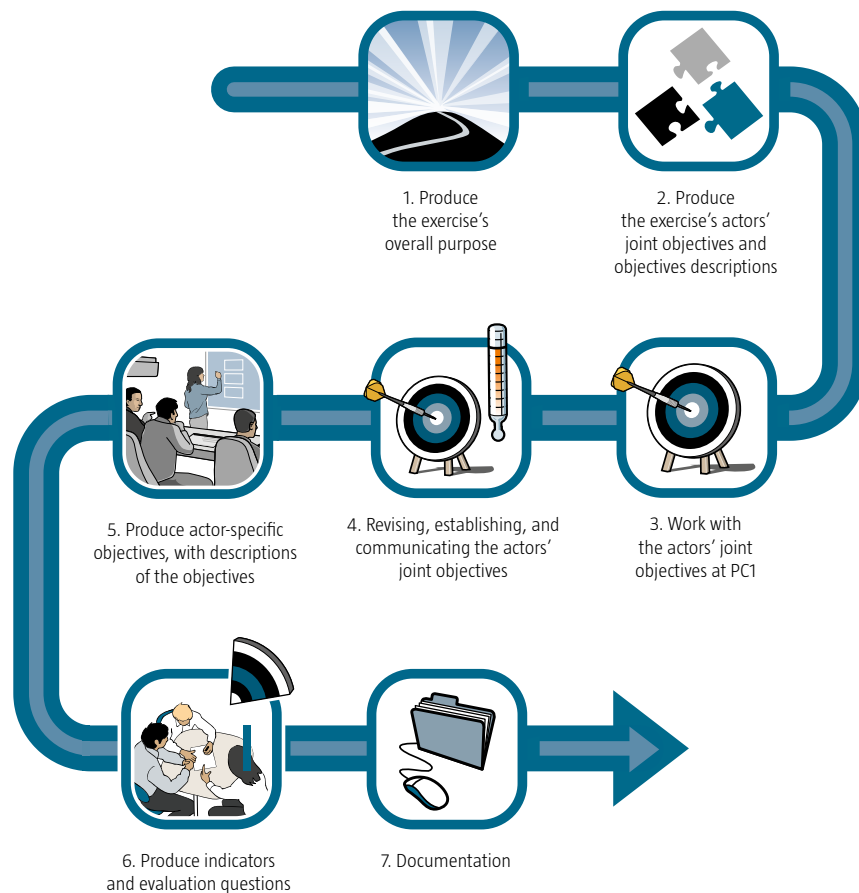 1. Produce
the exercise's
overall purpose
2. Produce
the exercise's actors'
joint objectives and
objectives descriptions
3. Work with
the actors' joint
objectives at PC1
4. Revising, establishing, and
communicating the actors'
joint objectives
5. Produce actor-specific
objectives, with descriptions
of the objectives
6. Produce indicators
and evaluation questions
7. Documentation